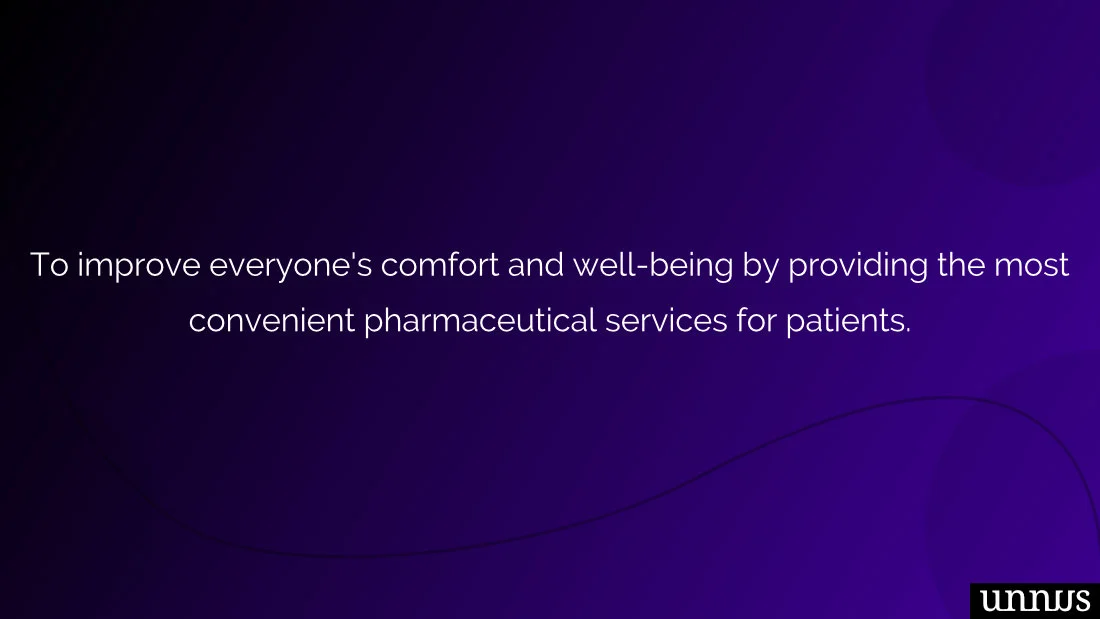 To improve everyone's comfort and well-being by providing the most
convenient pharmaceutical services for patients.
unnus